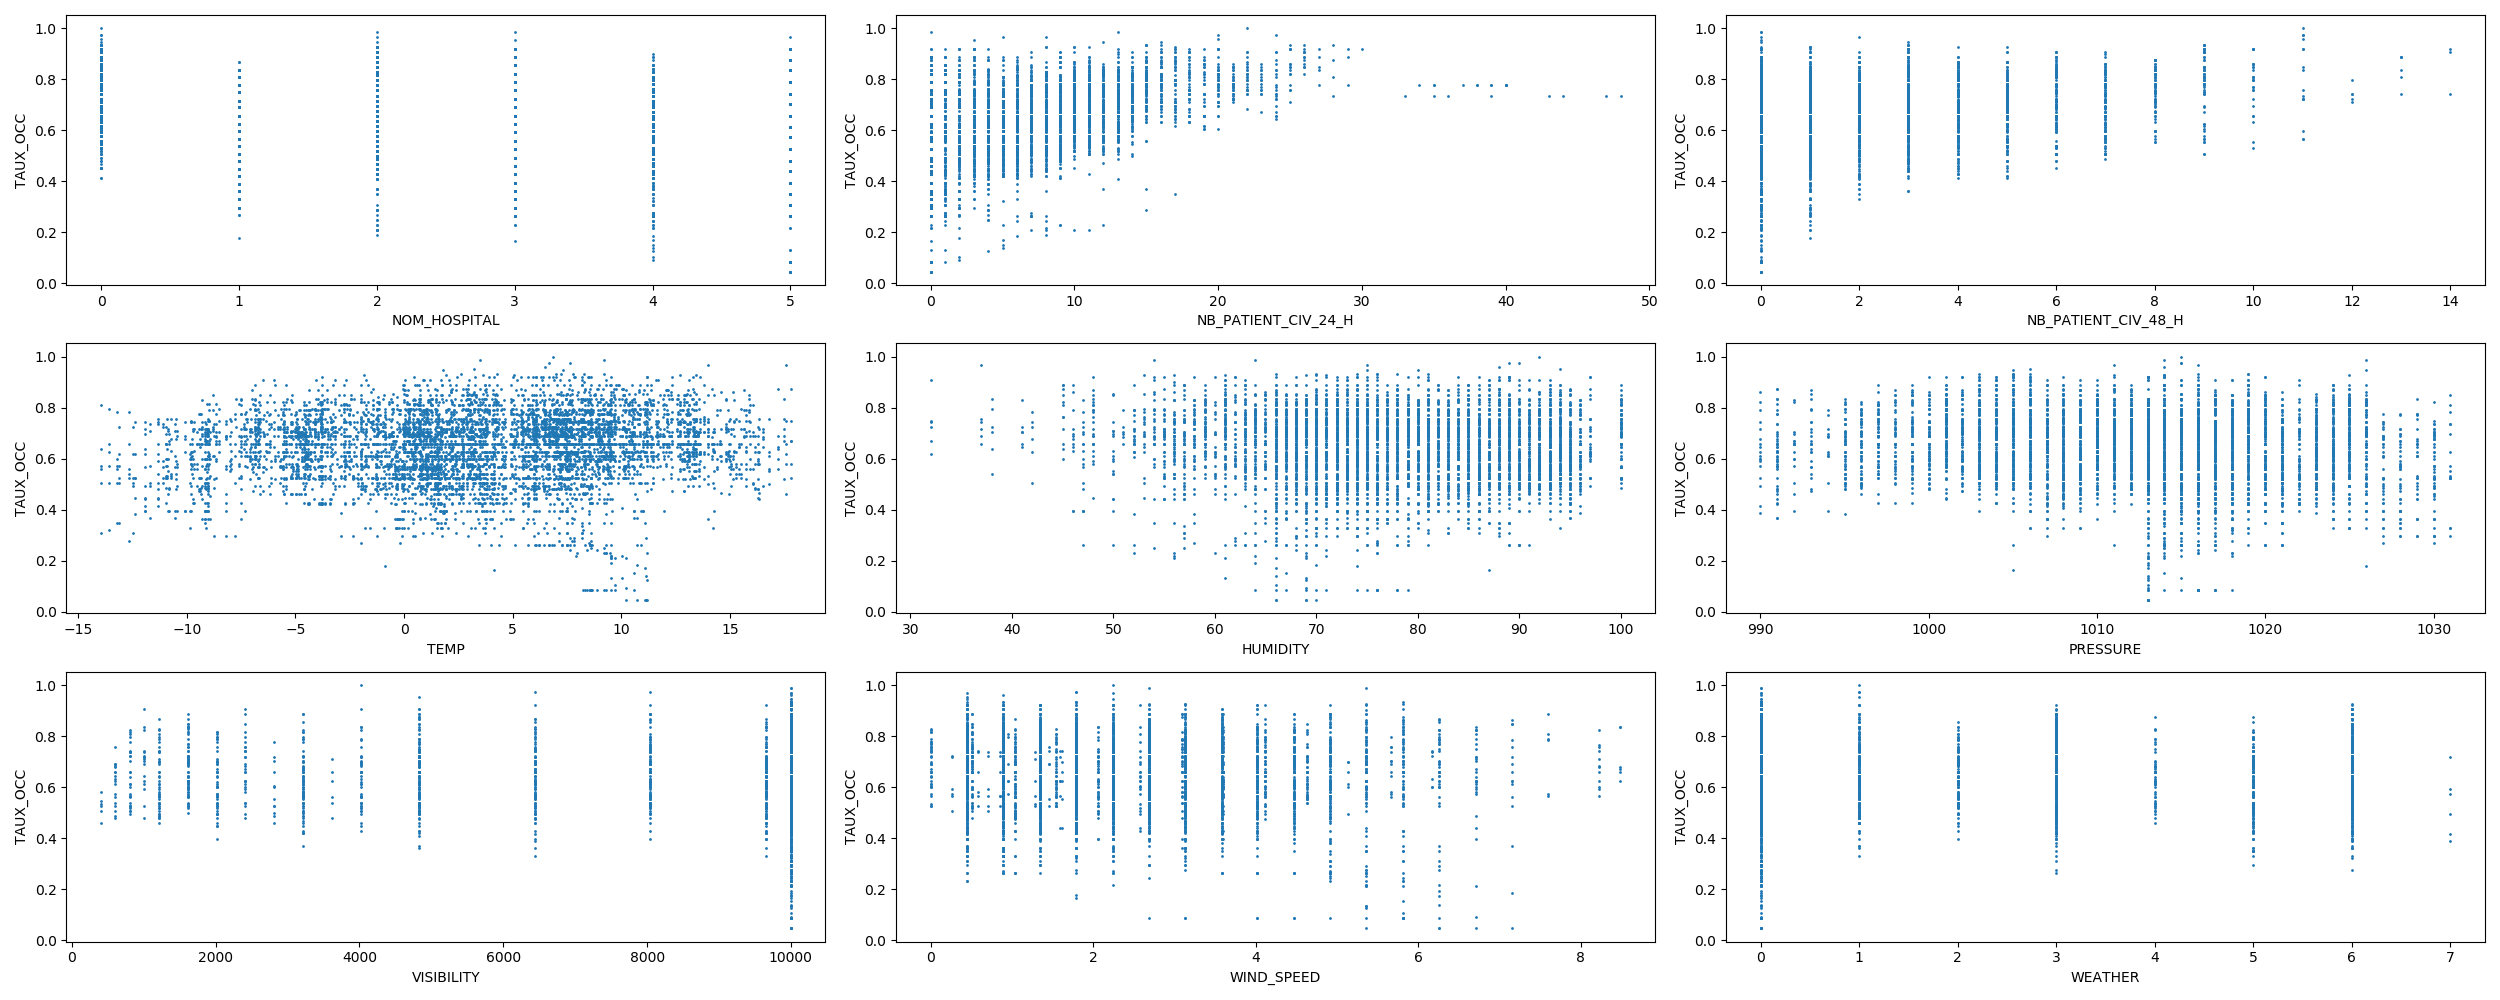 1.0
0.8
0.6
0.4
0.2
0.0
TAUX_OCC
0 1 2 3 4 5
NOM_HOSPITAL
1.0
0.8
0.6
0.4
0.2
0.0
TAUX_OCC
0 10 20 30 40 50
NB_PATIENT_CIV_24_H
1.0
0.8
0.6
0.4
0.2
0.0
TAUX_OCC
0 2 4 6 8 10 12 14
NB_PATIENT_CIV_48_H
1.0
0.8
0.6
0.4
0.2
0.0
TAUX_OCC
−15 −10 −5 0 5 10 15
TEMP
1.0
0.8
0.6
0.4
0.2
0.0
TAUX_OCC
30 40 50 60 70 80 90 100
HUMIDITY
1.0
0.8
0.6
0.4
0.2
0.0
TAUX_OCC
990 1000 1010 1020 1030
PRESSURE
1.0
0.8
0.6
0.4
0.2
0.0
TAUX_OCC
0 2000 4000 6000 8000 10000
VISIBILITY
1.0
0.8
0.6
0.4
0.2
0.0
TAUX_OCC
0 2 4 6 8
WIND_SPEED
1.0
0.8
0.6
0.4
0.2
0.0
TAUX_OCC
0 1 2 3 4 5 6 7
WEATHER